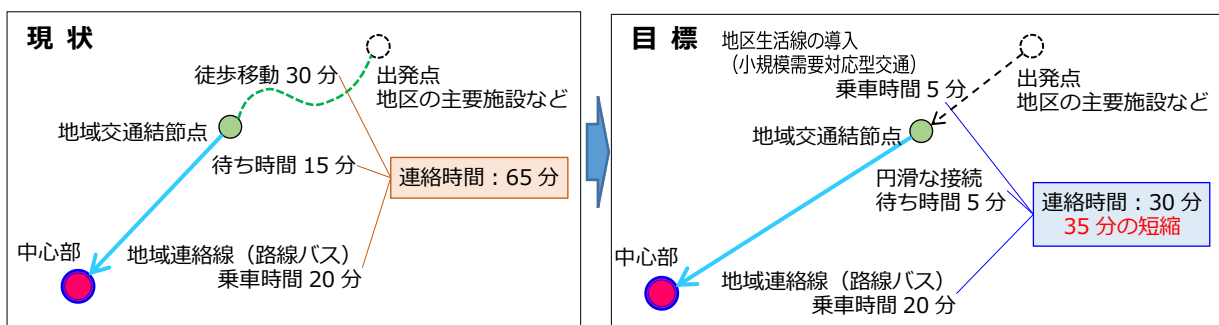 現 状
徒歩移動 30 分
出発点
地区の主要施設など
地域交通結節点
待ち時間 15 分
連絡時間：65 分
中心部
地域連絡線（路線バス）
乗車時間 20 分
目 標
地区生活線の導入
（小規模需要対応型交通）
乗車時間 5 分
出発点
地区の主要施設など
地域交通結節点
円滑な接続
待ち時間 5 分
連絡時間：30 分
35 分の短縮
中心部
地域連絡線（路線バス）
乗車時間 20 分